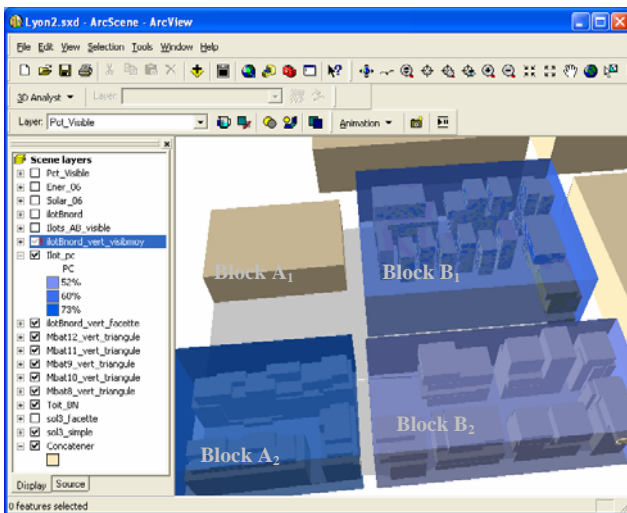 Lyon2.sxd - ArcScene - ArcView
File Edit View Selection Tools Window Help
3D Analyst Layer:
Layer: Pct_Visible Animation
Scene layers
Pct_Visible
Ener_06
Solar_06
ilotBnord
Ilots_AB_visible
ilotBnord_vert_visibmoy
Ilot_pc
PC
52%
60%
73%
ilotBnord_vert_facette
Mbat12_vert_triangule
Mbat11_vert_triangule
Mbat9_vert_triangule
Mbat10_vert_triangule
Mbat8_vert_triangule
Toit_BN
sol3_facette
sol3_simple
Concatener
Display Source
0 features selected
Block A₁
Block B₁
Block A₂
Block B₂